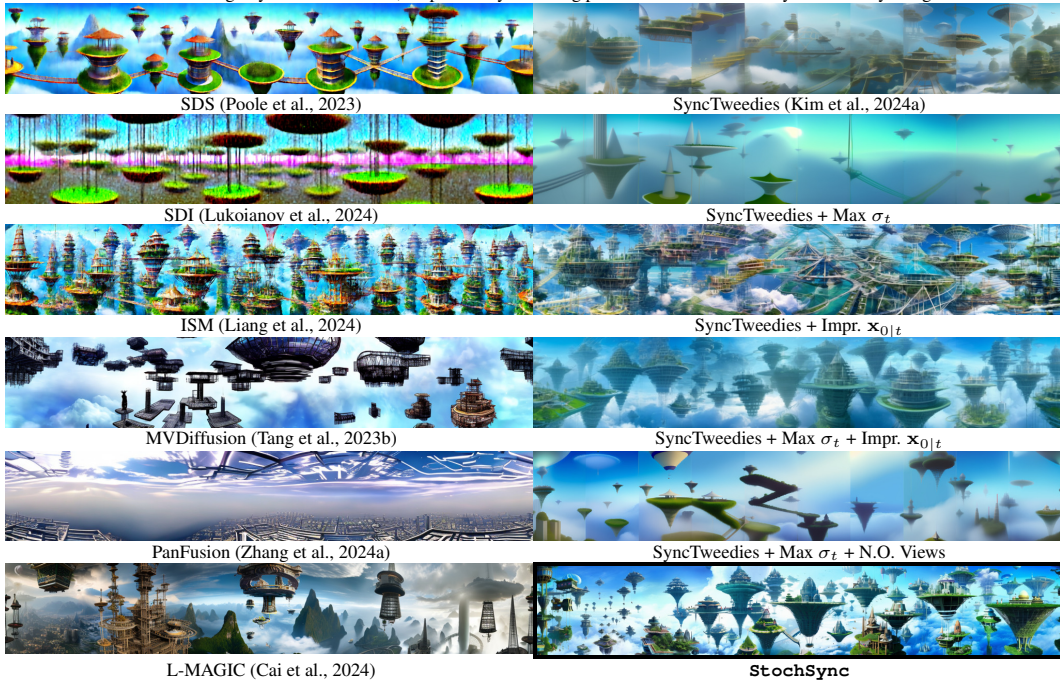 SDS (Poole et al., 2023)
SyncTweedies (Kim et al., 2024a)
SDI (Lukoianov et al., 2024)
SyncTweedies + Max σₜ
ISM (Liang et al., 2024)
SyncTweedies + Impr. 𝐱₀|ₜ
MVDiffusion (Tang et al., 2023b)
SyncTweedies + Max σₜ + Impr. 𝐱₀|ₜ
PanFusion (Zhang et al., 2024a)
SyncTweedies + Max σₜ + N.O. Views
L-MAGIC (Cai et al., 2024)
StochSync